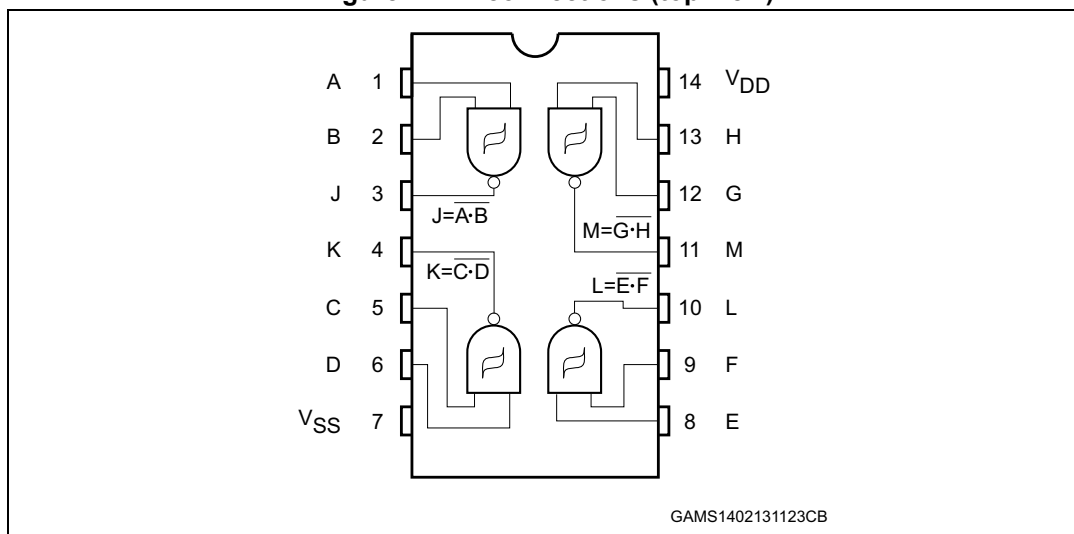 A 1
B 2
J 3
K 4
C 5
D 6
VSS 7
14 VDD
13 H
12 G
11 M
10 L
9 F
8 E
J=A·B
M=G·H
K=C·D
L=E·F
GAMS1402131123CB